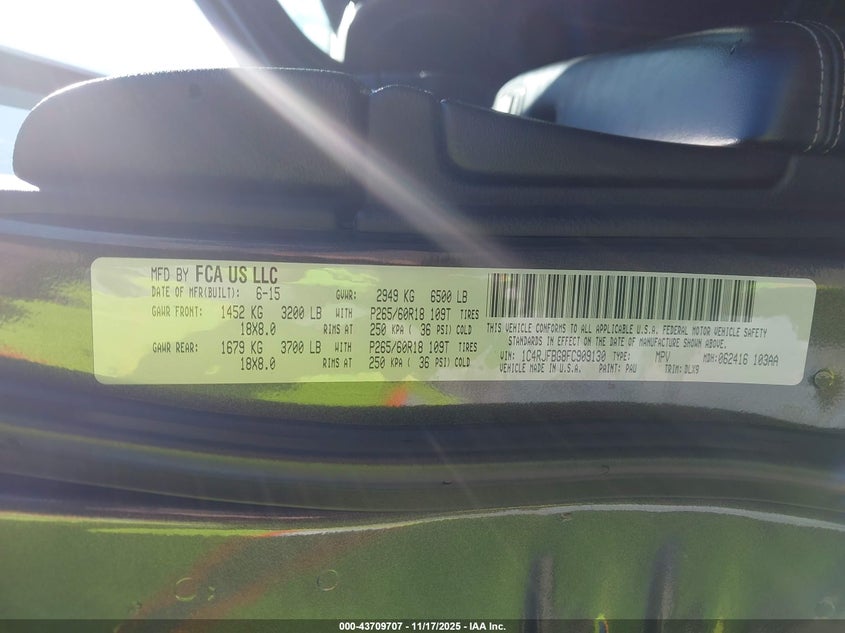 MFD BY FCA US LLC
DATE OF MFR(BUILT): 6-15 GVWR: 2949 KG 6500 LB
GAWR FRONT: 1452 KG 3200 LB WITH P265/60R18 109T TIRES
18X8.0 RIMS AT 250 KPA ( 36 PSI) COLD
GAWR REAR: 1679 KG 3700 LB WITH P265/60R18 109T TIRES
18X8.0 RIMS AT 250 KPA ( 36 PSI) COLD
THIS VEHICLE CONFORMS TO ALL APPLICABLE U.S.A. FEDERAL MOTOR VEHICLE SAFETY
STANDARDS IN EFFECT ON THE DATE OF MANUFACTURE SHOWN ABOVE.
VIN: 1C4RJFBG8FC909130 TYPE: MPV MDH: 062416 103AA
VEHICLE MADE IN U.S.A. PAINT: PAU TRIM: DLX9
000-43709707 - 11/17/2025 - IAA Inc.